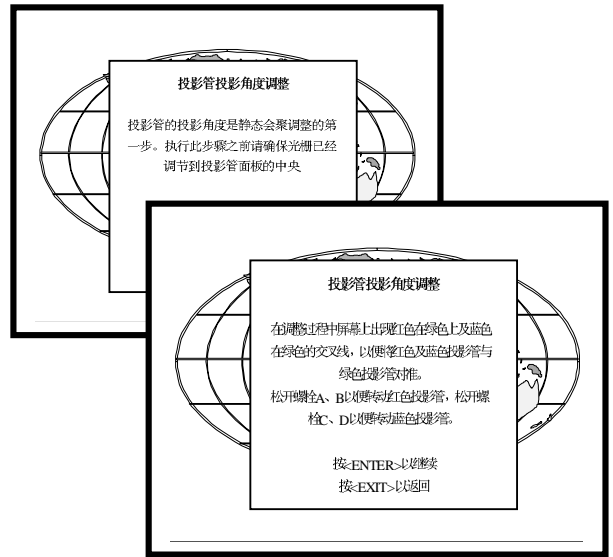 投影管投影角度调整
投影管的投影角度是静态会聚调整的第
一步。执行此步骤之前请确保光栅已经
调节到投影管面板的中央
投影管投影角度调整
在调整过程中屏幕上出现红色在绿色上及蓝色
在绿色的交叉线，以便将红色及蓝色投影管与
绿色投影管对准。
松开螺栓A、B以便转动红色投影管，松开螺
栓C、D以便转动蓝色投影管。
按<ENTER>以继续
按<EXIT>以返回